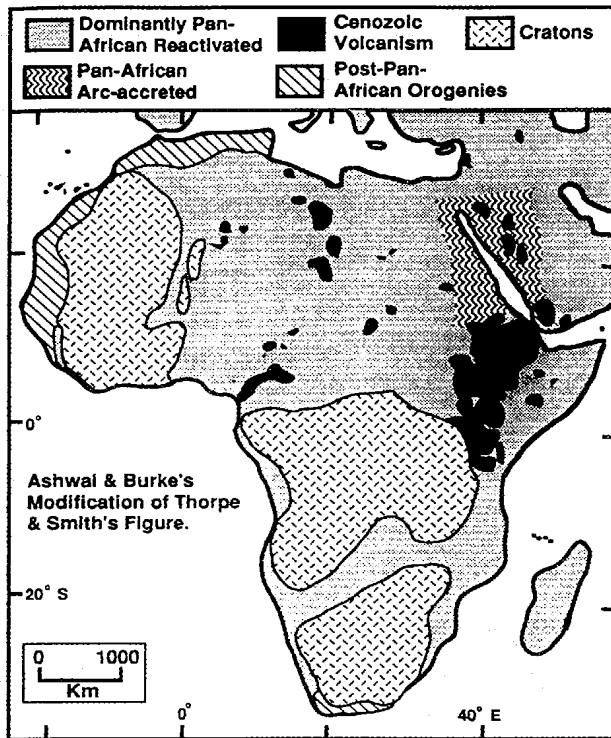 Dominantly Pan-
African Reactivated
Cenozoic
Volcanism
Cratons
Pan-African
Arc-accreted
Post-Pan-
African Orogenies
0°
Ashwal & Burke's
Modification of Thorpe
& Smith's Figure.
20° S
0 1000
Km
0°
40° E